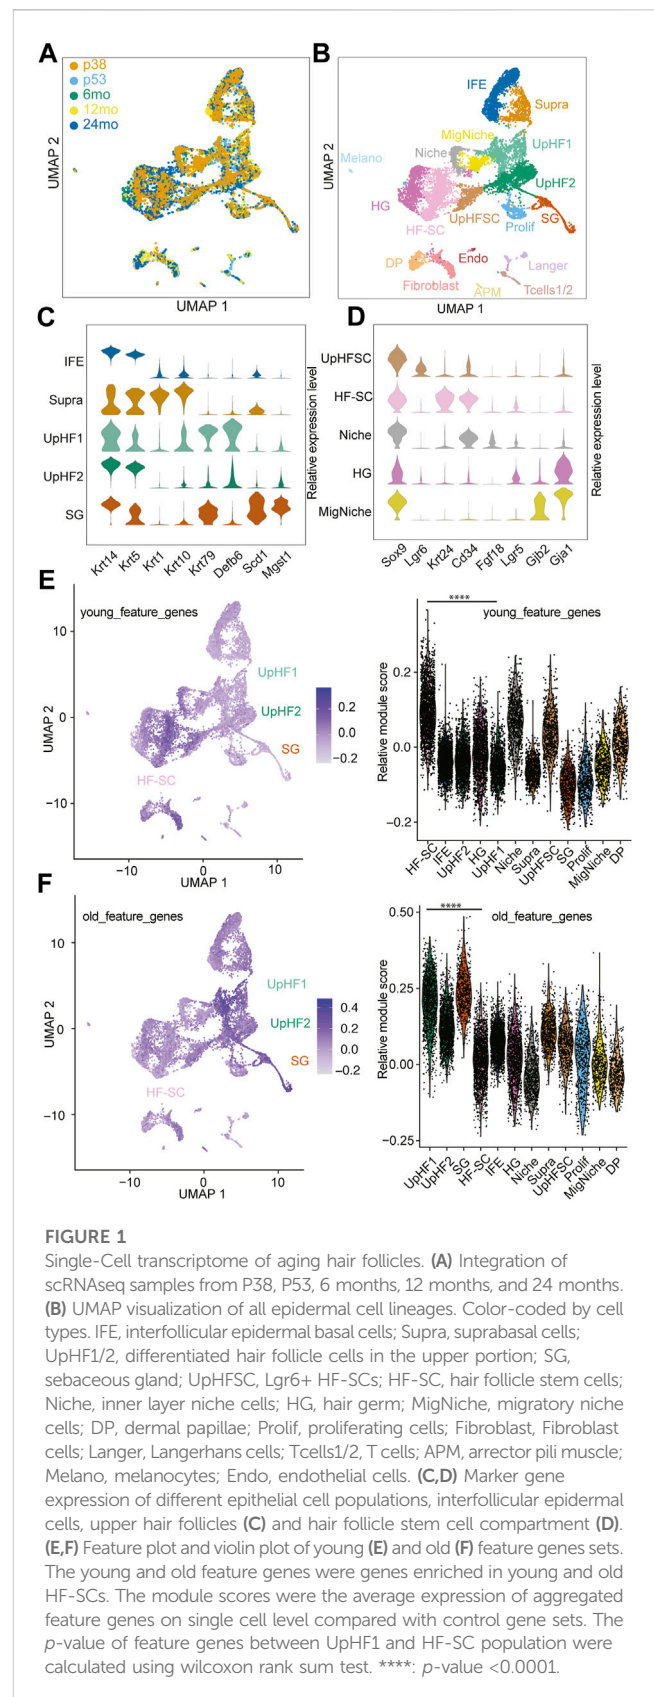 A
p38
p53
6mo
12mo
24mo
UMAP 2
UMAP 1
B
IFE
Supra
MigNiche
UpHF1
Niche
Melano
UpHF2
HG
UpHFSC
SG
HF-SC
Prolif
DP
Endo
Langer
Fibroblast
APM
Tcells1/2
UMAP 2
UMAP 1
C
IFE
Supra
UpHF1
UpHF2
SG
Relative expression level
Krt14
Krt5
Krt1
Krt10
Krt79
Defb6
Scd1
Mgst1
D
UpHFSC
HF-SC
Niche
HG
MigNiche
Relative expression level
Sox9
Lgr6
Krt24
Cd34
Fgf18
Lgr5
Gjb2
Gja1
E
young_feature_genes
10
0
−10
UMAP 2
UpHF1
UpHF2
SG
HF-SC
0.2
0.0
−0.2
−10
0
10
UMAP 1
****
young_feature_genes
Relative module score
0.2
0.0
−0.2
HF-SC
IFE
UpHF2
HG
UpHF1
Niche
Supra
UpHFSC
SG
Prolif
MigNiche
DP
F
old_feature_genes
10
0
−10
UMAP 2
UpHF1
UpHF2
SG
HF-SC
0.4
0.2
0.0
−0.2
−10
0
10
UMAP 1
****
old_feature_genes
Relative module score
0.50
0.25
0.00
−0.25
UpHF1
UpHF2
SG
HF-SC
IFE
HG
Niche
Supra
UpHFSC
Prolif
MigNiche
DP
FIGURE 1
Single-Cell transcriptome of aging hair follicles. (A) Integration of
scRNAseq samples from P38, P53, 6 months, 12 months, and 24 months.
(B) UMAP visualization of all epidermal cell lineages. Color-coded by cell
types. IFE, interfollicular epidermal basal cells; Supra, suprabasal cells;
UpHF1/2, differentiated hair follicle cells in the upper portion; SG,
sebaceous gland; UpHFSC, Lgr6+ HF-SCs; HF-SC, hair follicle stem cells;
Niche, inner layer niche cells; HG, hair germ; MigNiche, migratory niche
cells; DP, dermal papillae; Prolif, proliferating cells; Fibroblast, Fibroblast
cells; Langer, Langerhans cells; Tcells1/2, T cells; APM, arrector pili muscle;
Melano, melanocytes; Endo, endothelial cells. (C,D) Marker gene
expression of different epithelial cell populations, interfollicular epidermal
cells, upper hair follicles (C) and hair follicle stem cell compartment (D).
(E,F) Feature plot and violin plot of young (E) and old (F) feature genes sets.
The young and old feature genes were genes enriched in young and old
HF-SCs. The module scores were the average expression of aggregated
feature genes on single cell level compared with control gene sets. The
p-value of feature genes between UpHF1 and HF-SC population were
calculated using wilcoxon rank sum test. ****: p-value <0.0001.